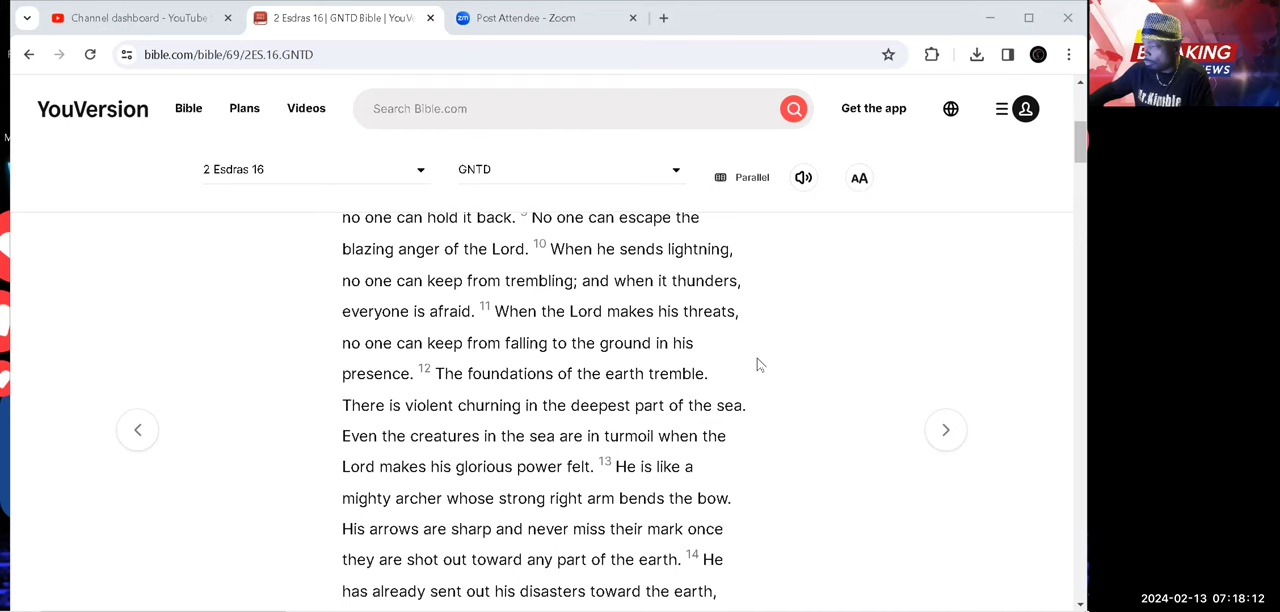 Channel dashboard - YouTube
2 Esdras 16 | GNTD Bible | YouV
Post Attendee - Zoom
bible.com/bible/69/2ES.16.GNTD
YouVersion
Bible
Plans
Videos
Search Bible.com
Get the app
2 Esdras 16
GNTD
Parallel
AA
no one can hold it back. 9 No one can escape the
blazing anger of the Lord. 10 When he sends lightning,
no one can keep from trembling; and when it thunders,
everyone is afraid. 11 When the Lord makes his threats,
no one can keep from falling to the ground in his
presence. 12 The foundations of the earth tremble.
There is violent churning in the deepest part of the sea.
Even the creatures in the sea are in turmoil when the
Lord makes his glorious power felt. 13 He is like a
mighty archer whose strong right arm bends the bow.
His arrows are sharp and never miss their mark once
they are shot out toward any part of the earth. 14 He
has already sent out his disasters toward the earth,
zm
BREAKING
NEWS
Mr.Kimble
2024-02-13 07:18:12